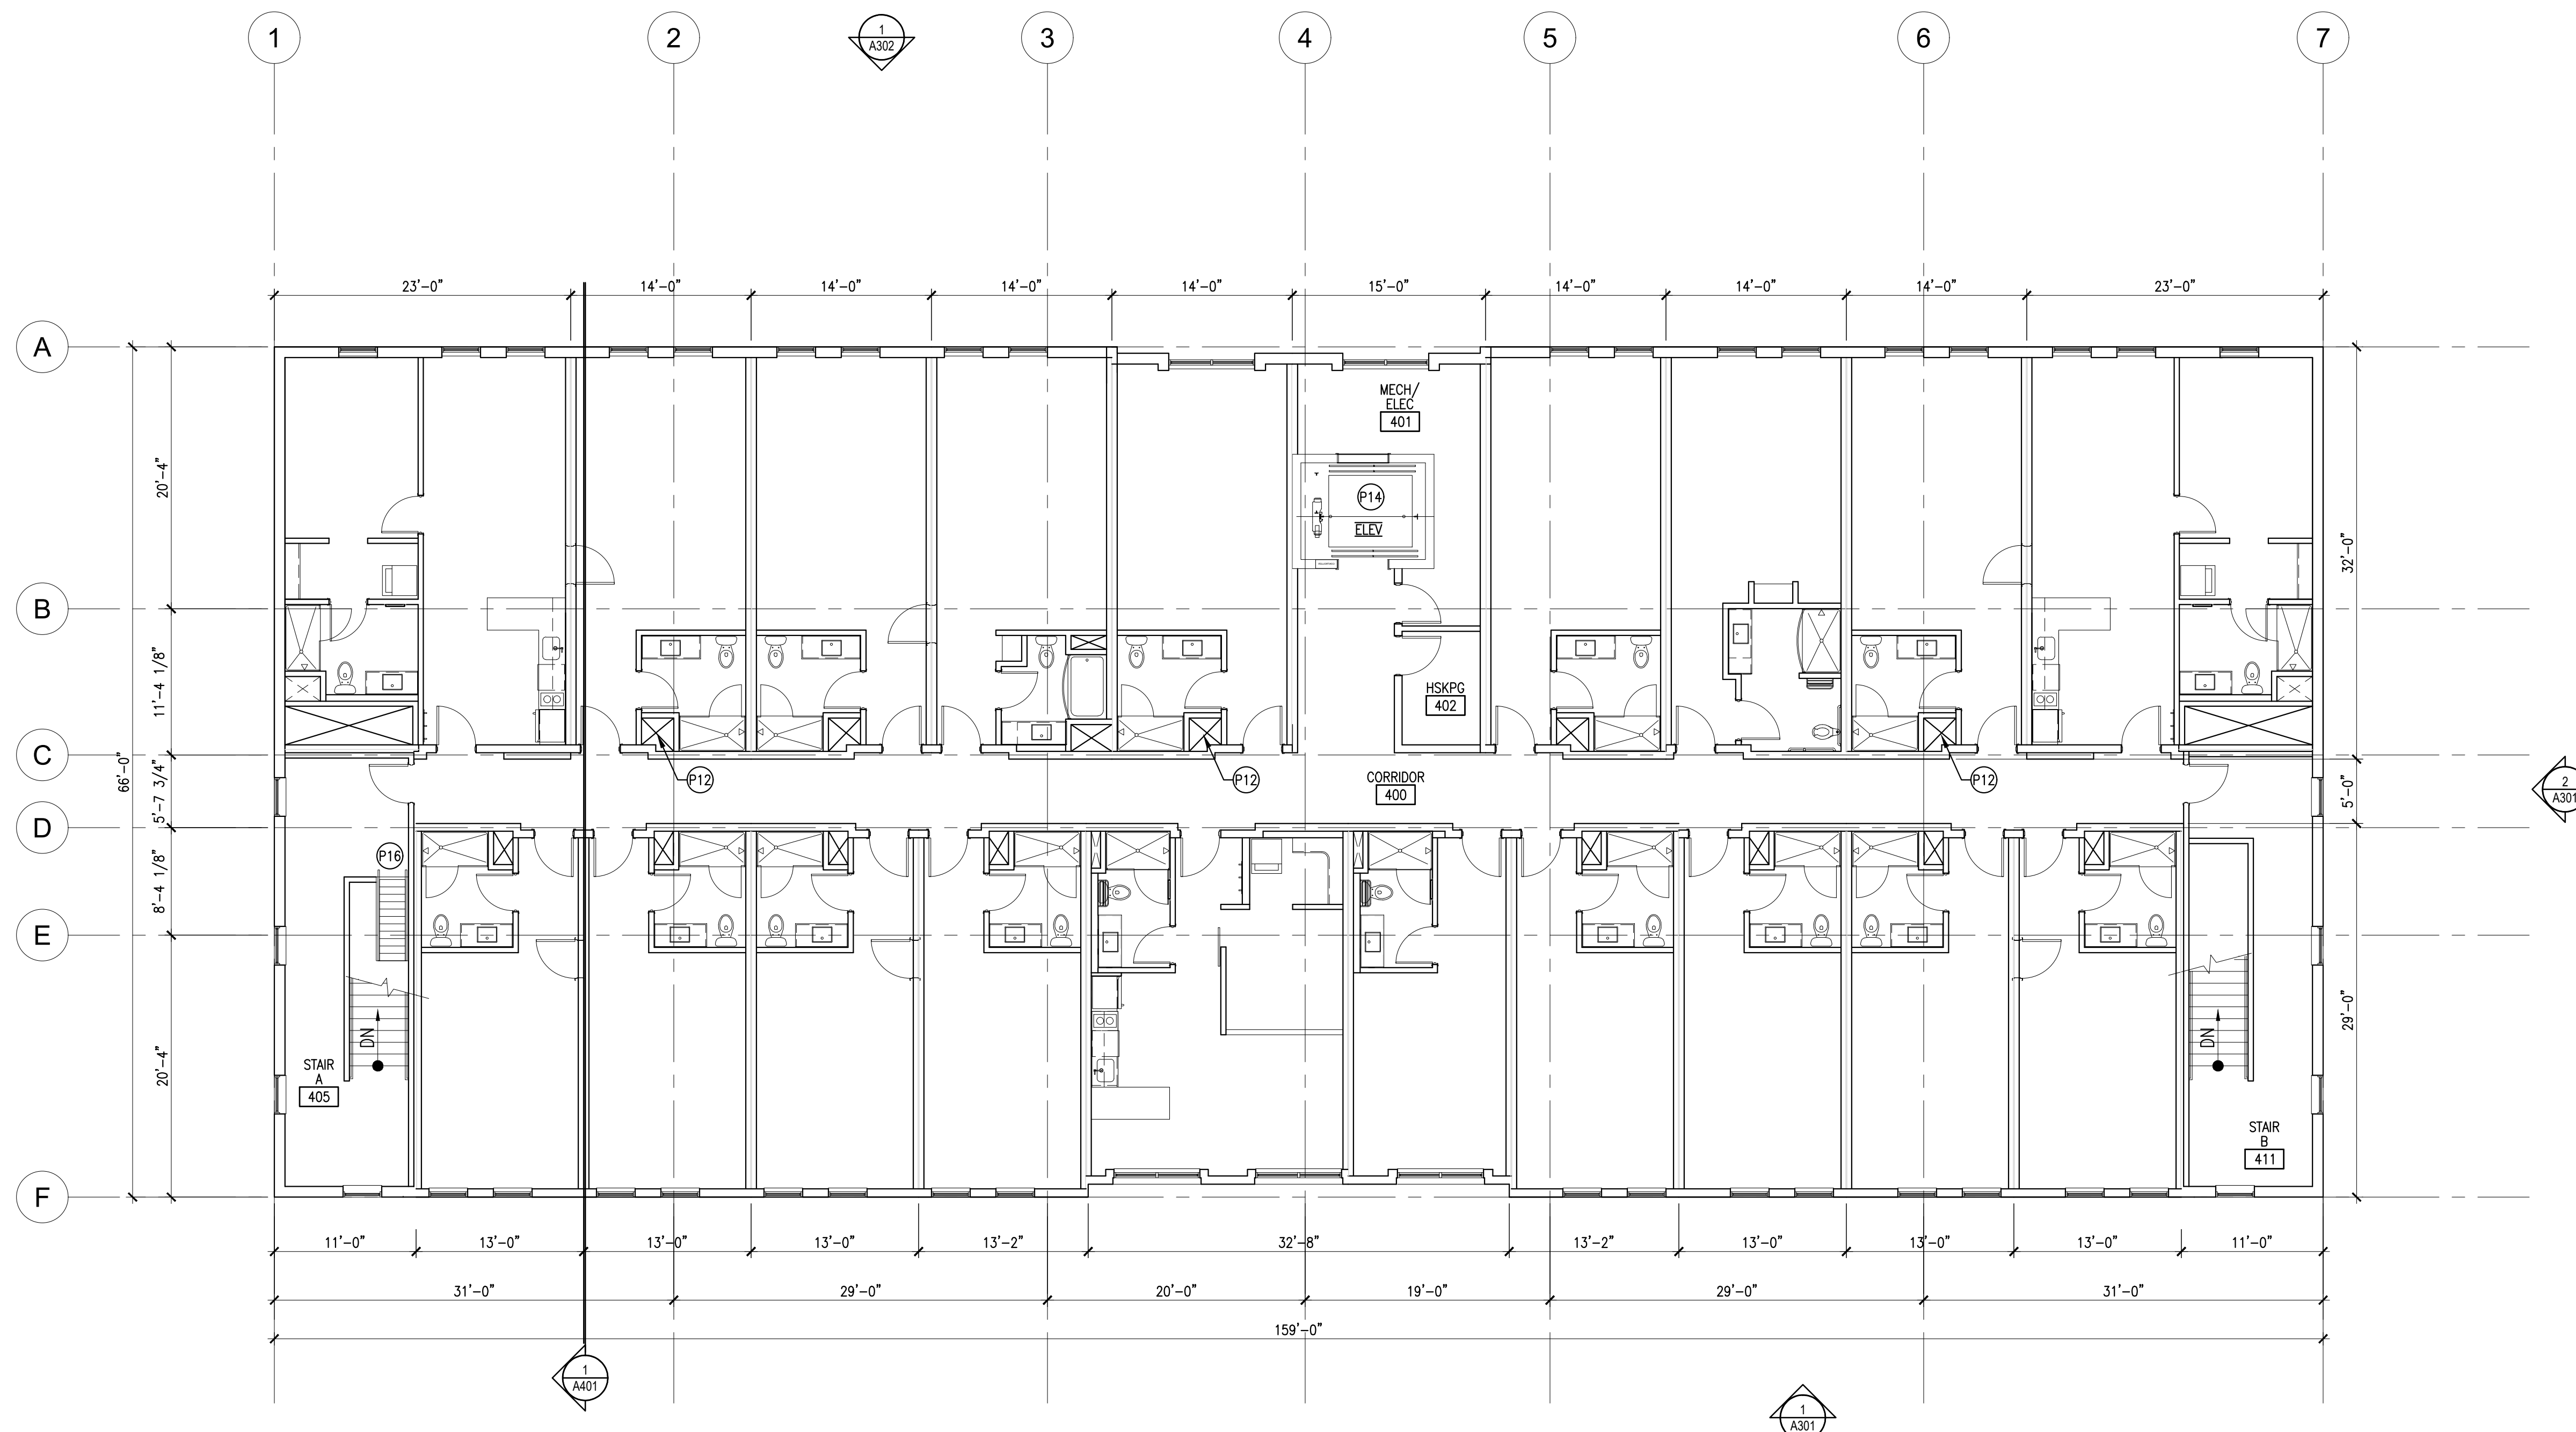 1
2
1
A302
3
4
5
6
7
23'-0"
14'-0"
14'-0"
14'-0"
14'-0"
15'-0"
14'-0"
14'-0"
14'-0"
23'-0"
A
MECH/
ELEC
401
20'-4"
P14
ELEV
32'-0"
B
11'-4 1/8"
HSKPG
402
C
66'-0"
5'-7 3/4"
P12
P12
CORRIDOR
400
P12
5'-0"
2
A301
D
P16
8'-4 1/8"
E
29'-0"
20'-4"
DN
DN
STAIR
A
405
STAIR
B
411
F
11'-0"
13'-0"
13'-0"
13'-0"
13'-2"
32'-8"
13'-2"
13'-0"
13'-0"
13'-0"
11'-0"
31'-0"
29'-0"
20'-0"
19'-0"
29'-0"
31'-0"
159'-0"
1
A401
1
A301